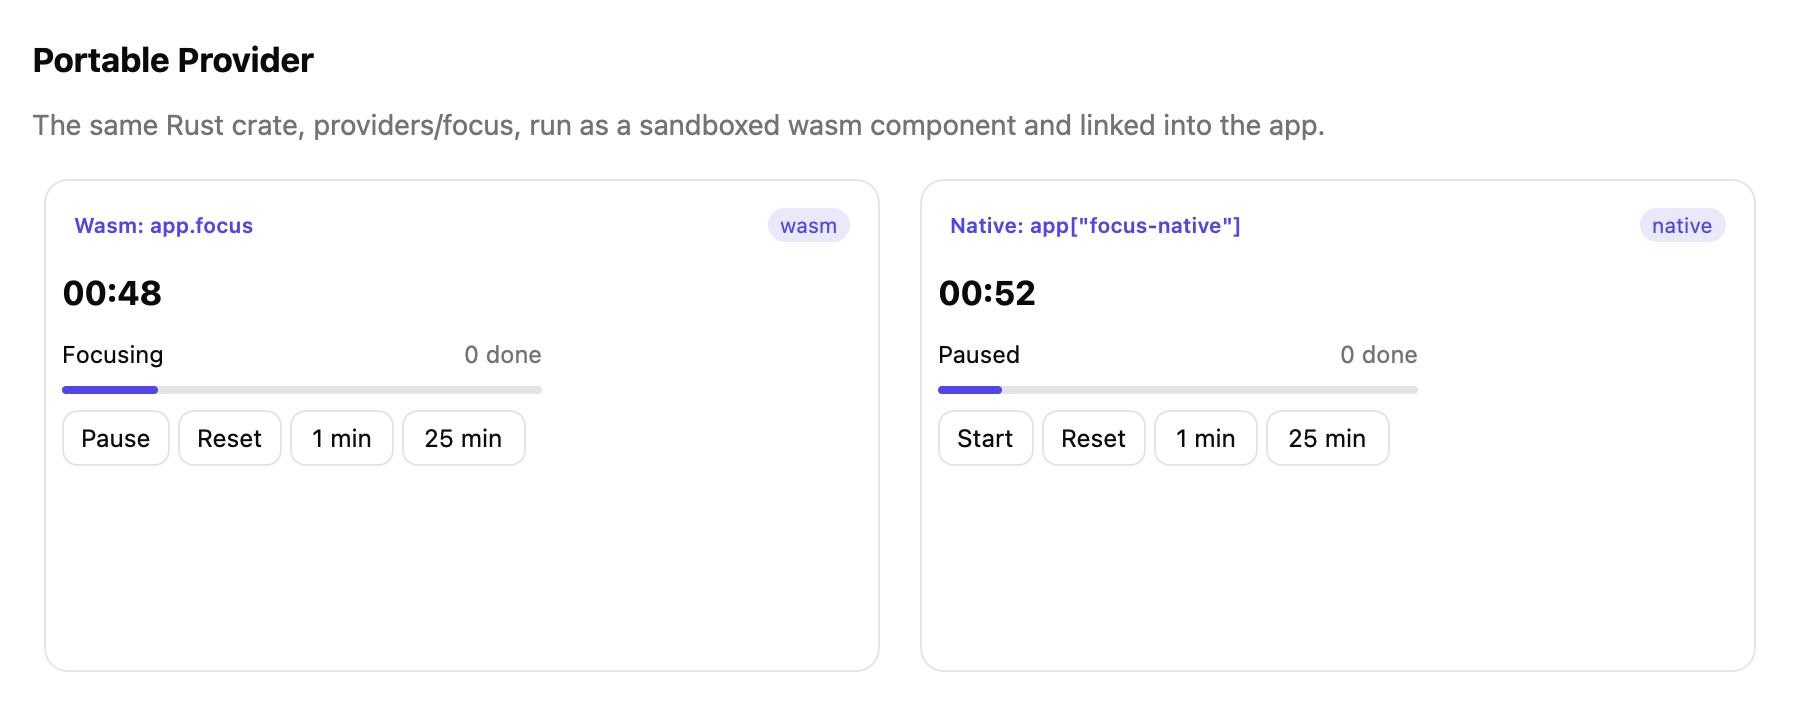 Portable Provider
The same Rust crate, providers/focus, run as a sandboxed wasm component and linked into the app.
Wasm: app.focus
wasm
00:48
Focusing
0 done
Pause
Reset
1 min
25 min
Native: app["focus-native"]
native
00:52
Paused
0 done
Start
Reset
1 min
25 min